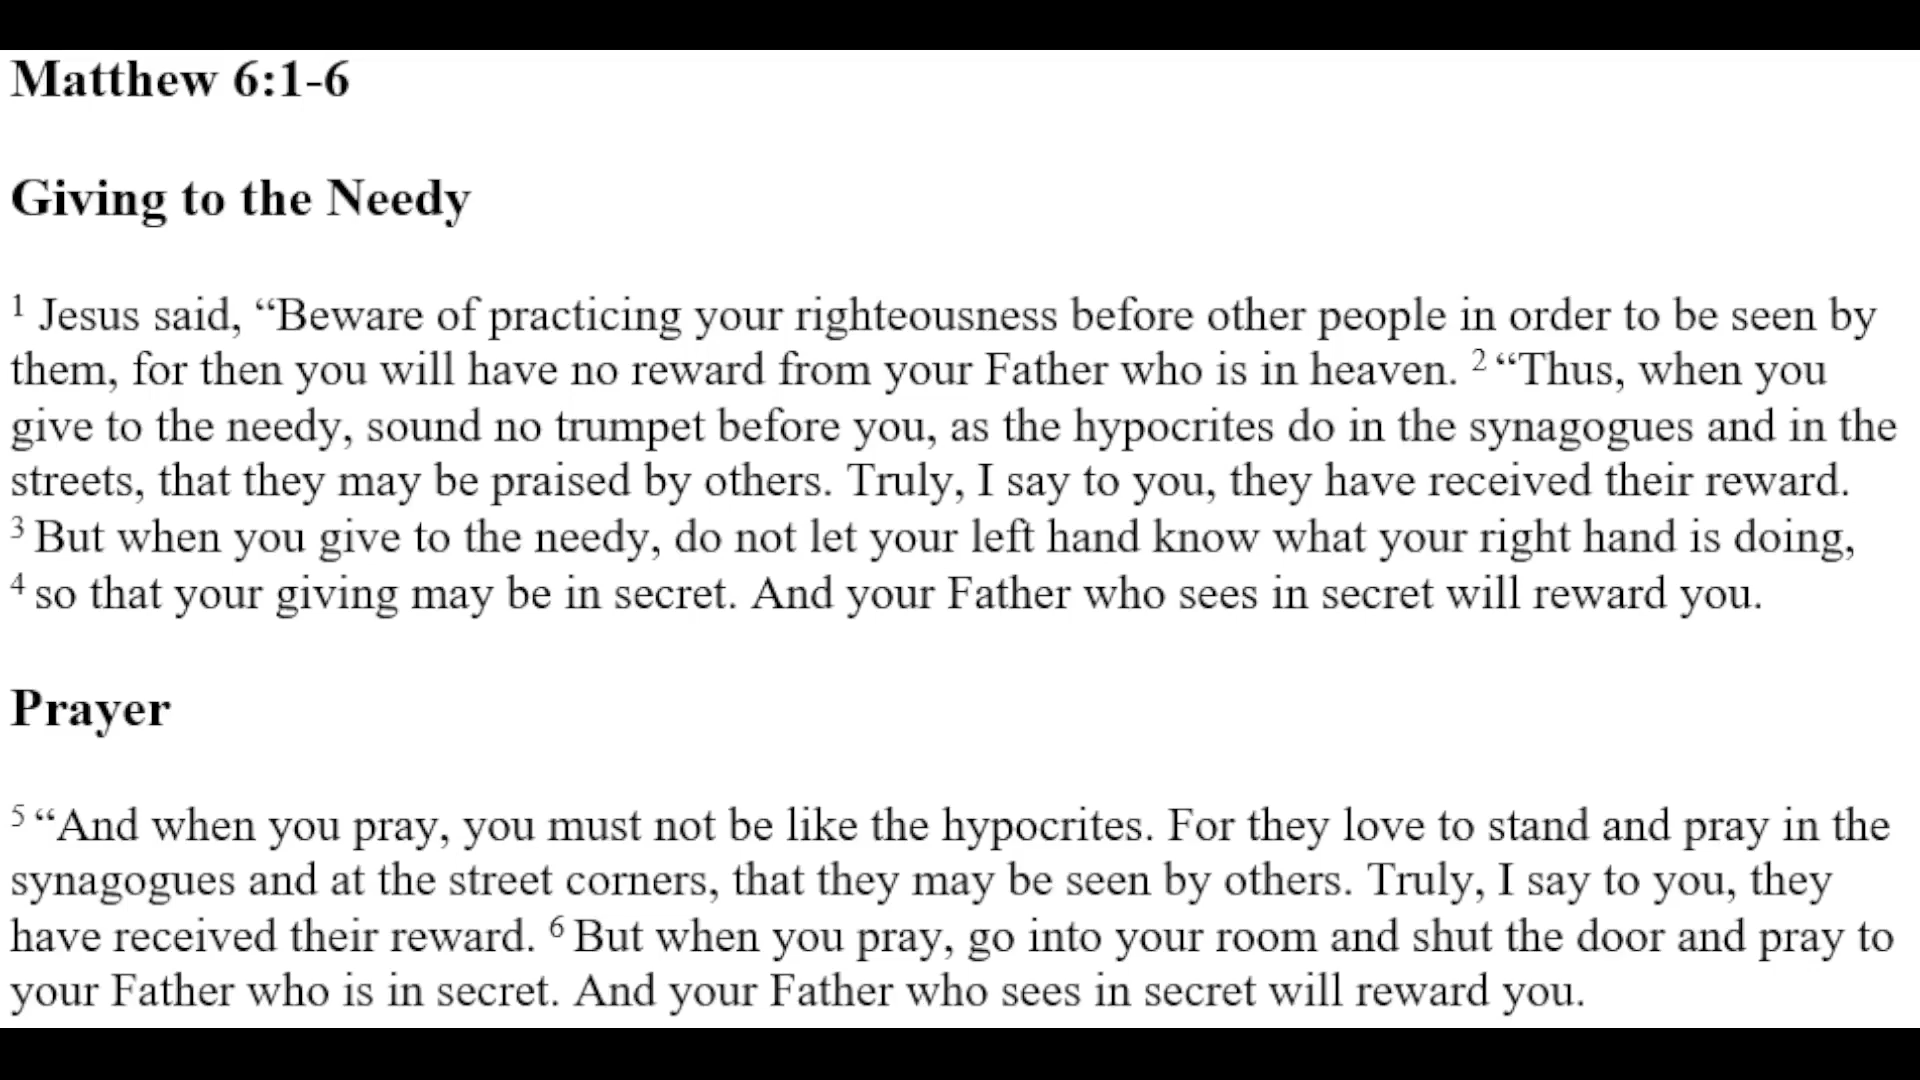 Matthew 6:1-6
Giving to the Needy
¹ Jesus said, “Beware of practicing your righteousness before other people in order to be seen by
them, for then you will have no reward from your Father who is in heaven. ² “Thus, when you
give to the needy, sound no trumpet before you, as the hypocrites do in the synagogues and in the
streets, that they may be praised by others. Truly, I say to you, they have received their reward.
³ But when you give to the needy, do not let your left hand know what your right hand is doing,
⁴ so that your giving may be in secret. And your Father who sees in secret will reward you.
Prayer
⁵ “And when you pray, you must not be like the hypocrites. For they love to stand and pray in the
synagogues and at the street corners, that they may be seen by others. Truly, I say to you, they
have received their reward. ⁶ But when you pray, go into your room and shut the door and pray to
your Father who is in secret. And your Father who sees in secret will reward you.